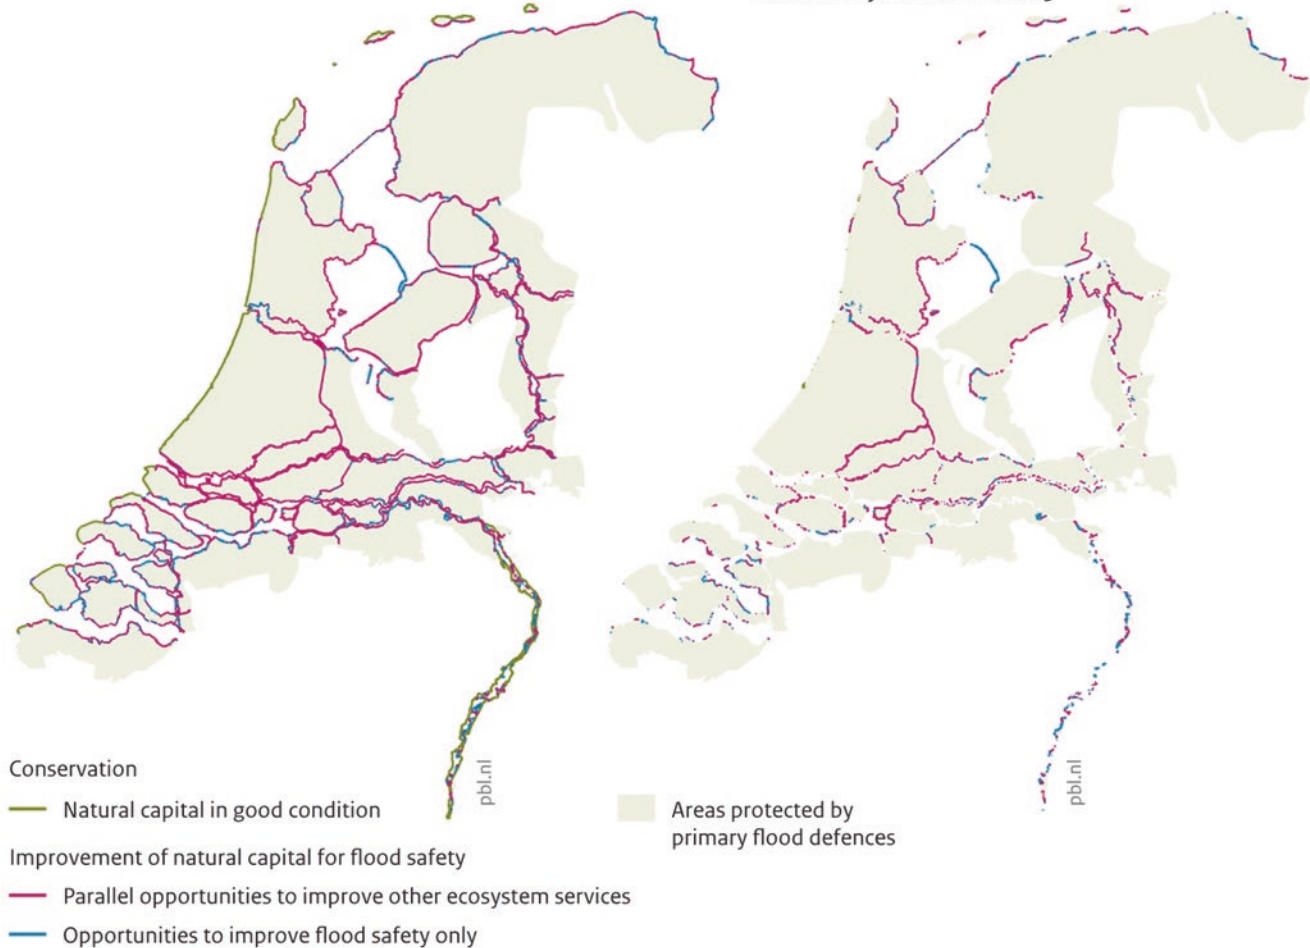 Conservation
Natural capital in good condition
Improvement of natural capital for flood safety
Parallel opportunities to improve other ecosystem services
Opportunities to improve flood safety only
pbl.nl
Areas protected by
primary flood defences
pbl.nl